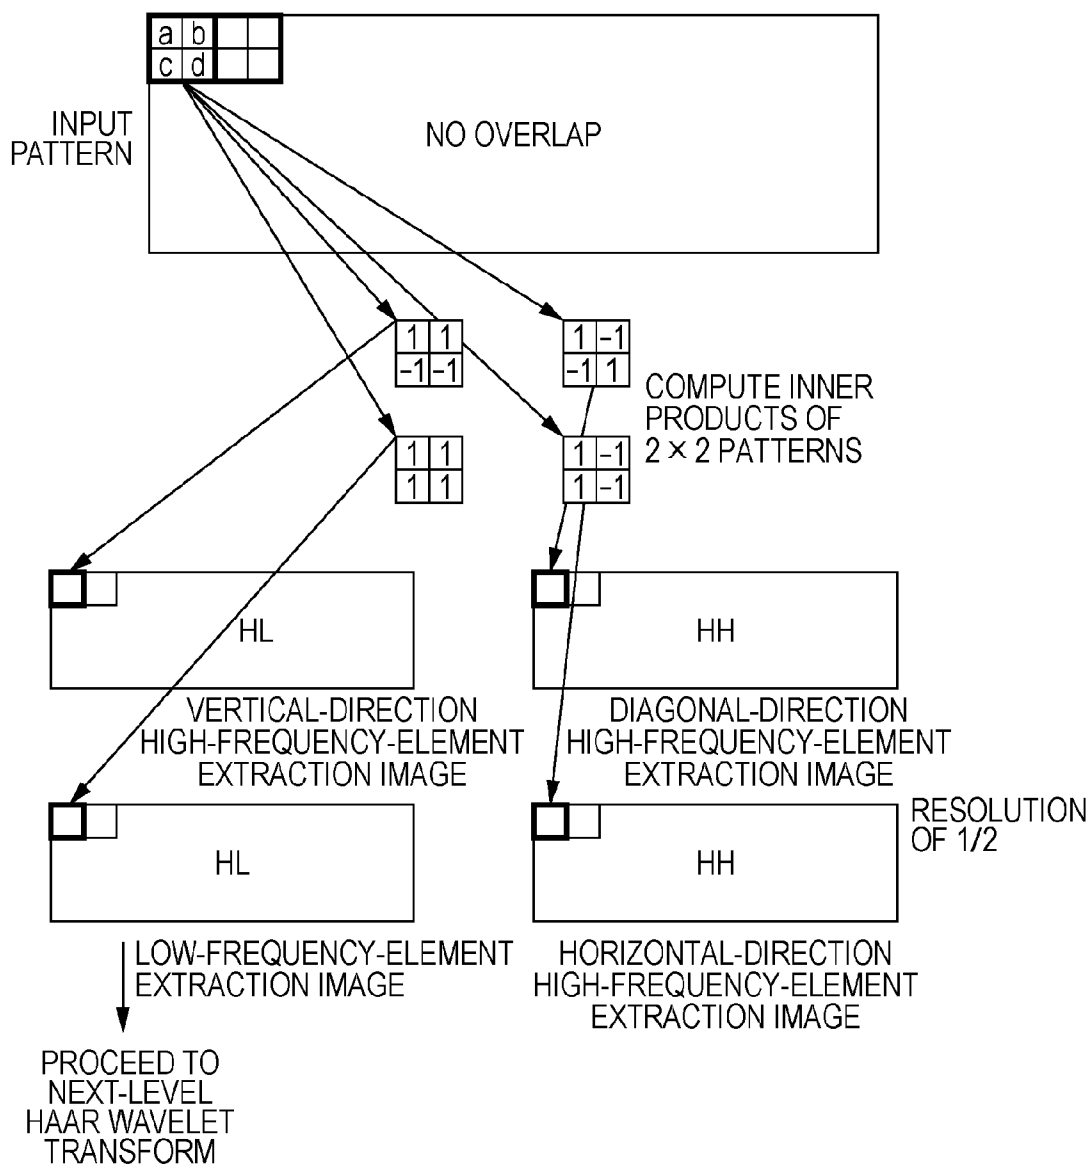 a b
c d
INPUT
PATTERN
NO OVERLAP
1 1
-1 -1
1 -1
-1 1
COMPUTE INNER
PRODUCTS OF
2 × 2 PATTERNS
1 1
1 1
1 -1
1 -1
HL
HH
VERTICAL-DIRECTION
HIGH-FREQUENCY-ELEMENT
EXTRACTION IMAGE
DIAGONAL-DIRECTION
HIGH-FREQUENCY-ELEMENT
EXTRACTION IMAGE
HL
HH
RESOLUTION
OF 1/2
LOW-FREQUENCY-ELEMENT
EXTRACTION IMAGE
HORIZONTAL-DIRECTION
HIGH-FREQUENCY-ELEMENT
EXTRACTION IMAGE
PROCEED TO
NEXT-LEVEL
HAAR WAVELET
TRANSFORM